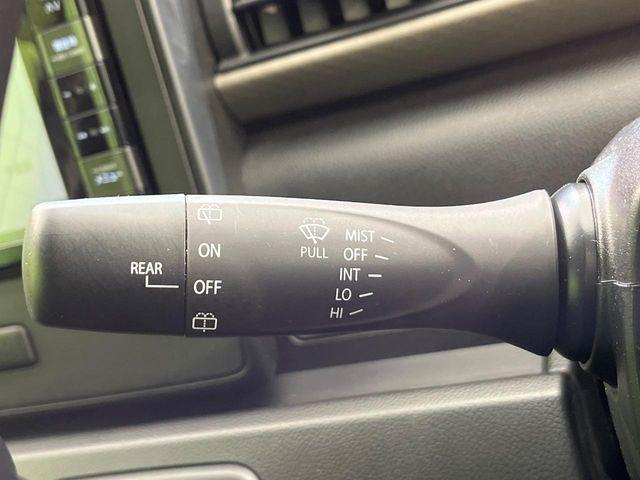 ON
REAR
OFF
PULL
MIST
OFF
INT
LO
HI